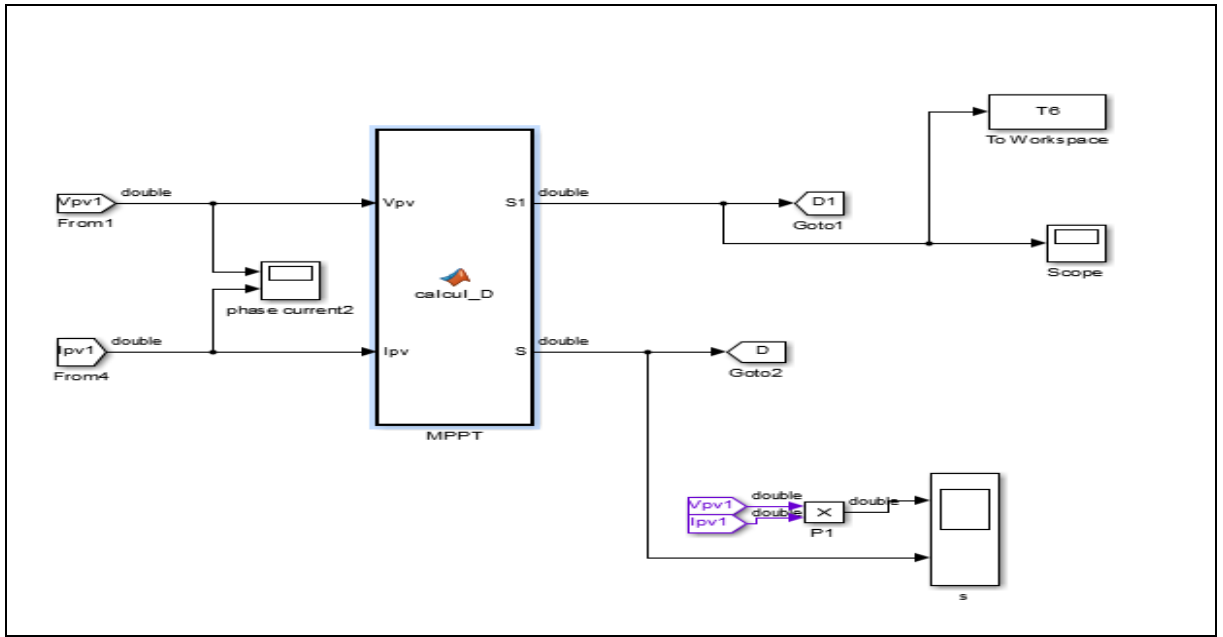 T6
To Workspace
double
Vpv1
From1
Vpv
S1
double
D1
Goto1
Scope
calcul_D
phase current2
double
Ipv1
From4
Ipv
S
double
D
Goto2
MPPT
Vpv1
double
Ipv1
double
×
P1
double
s